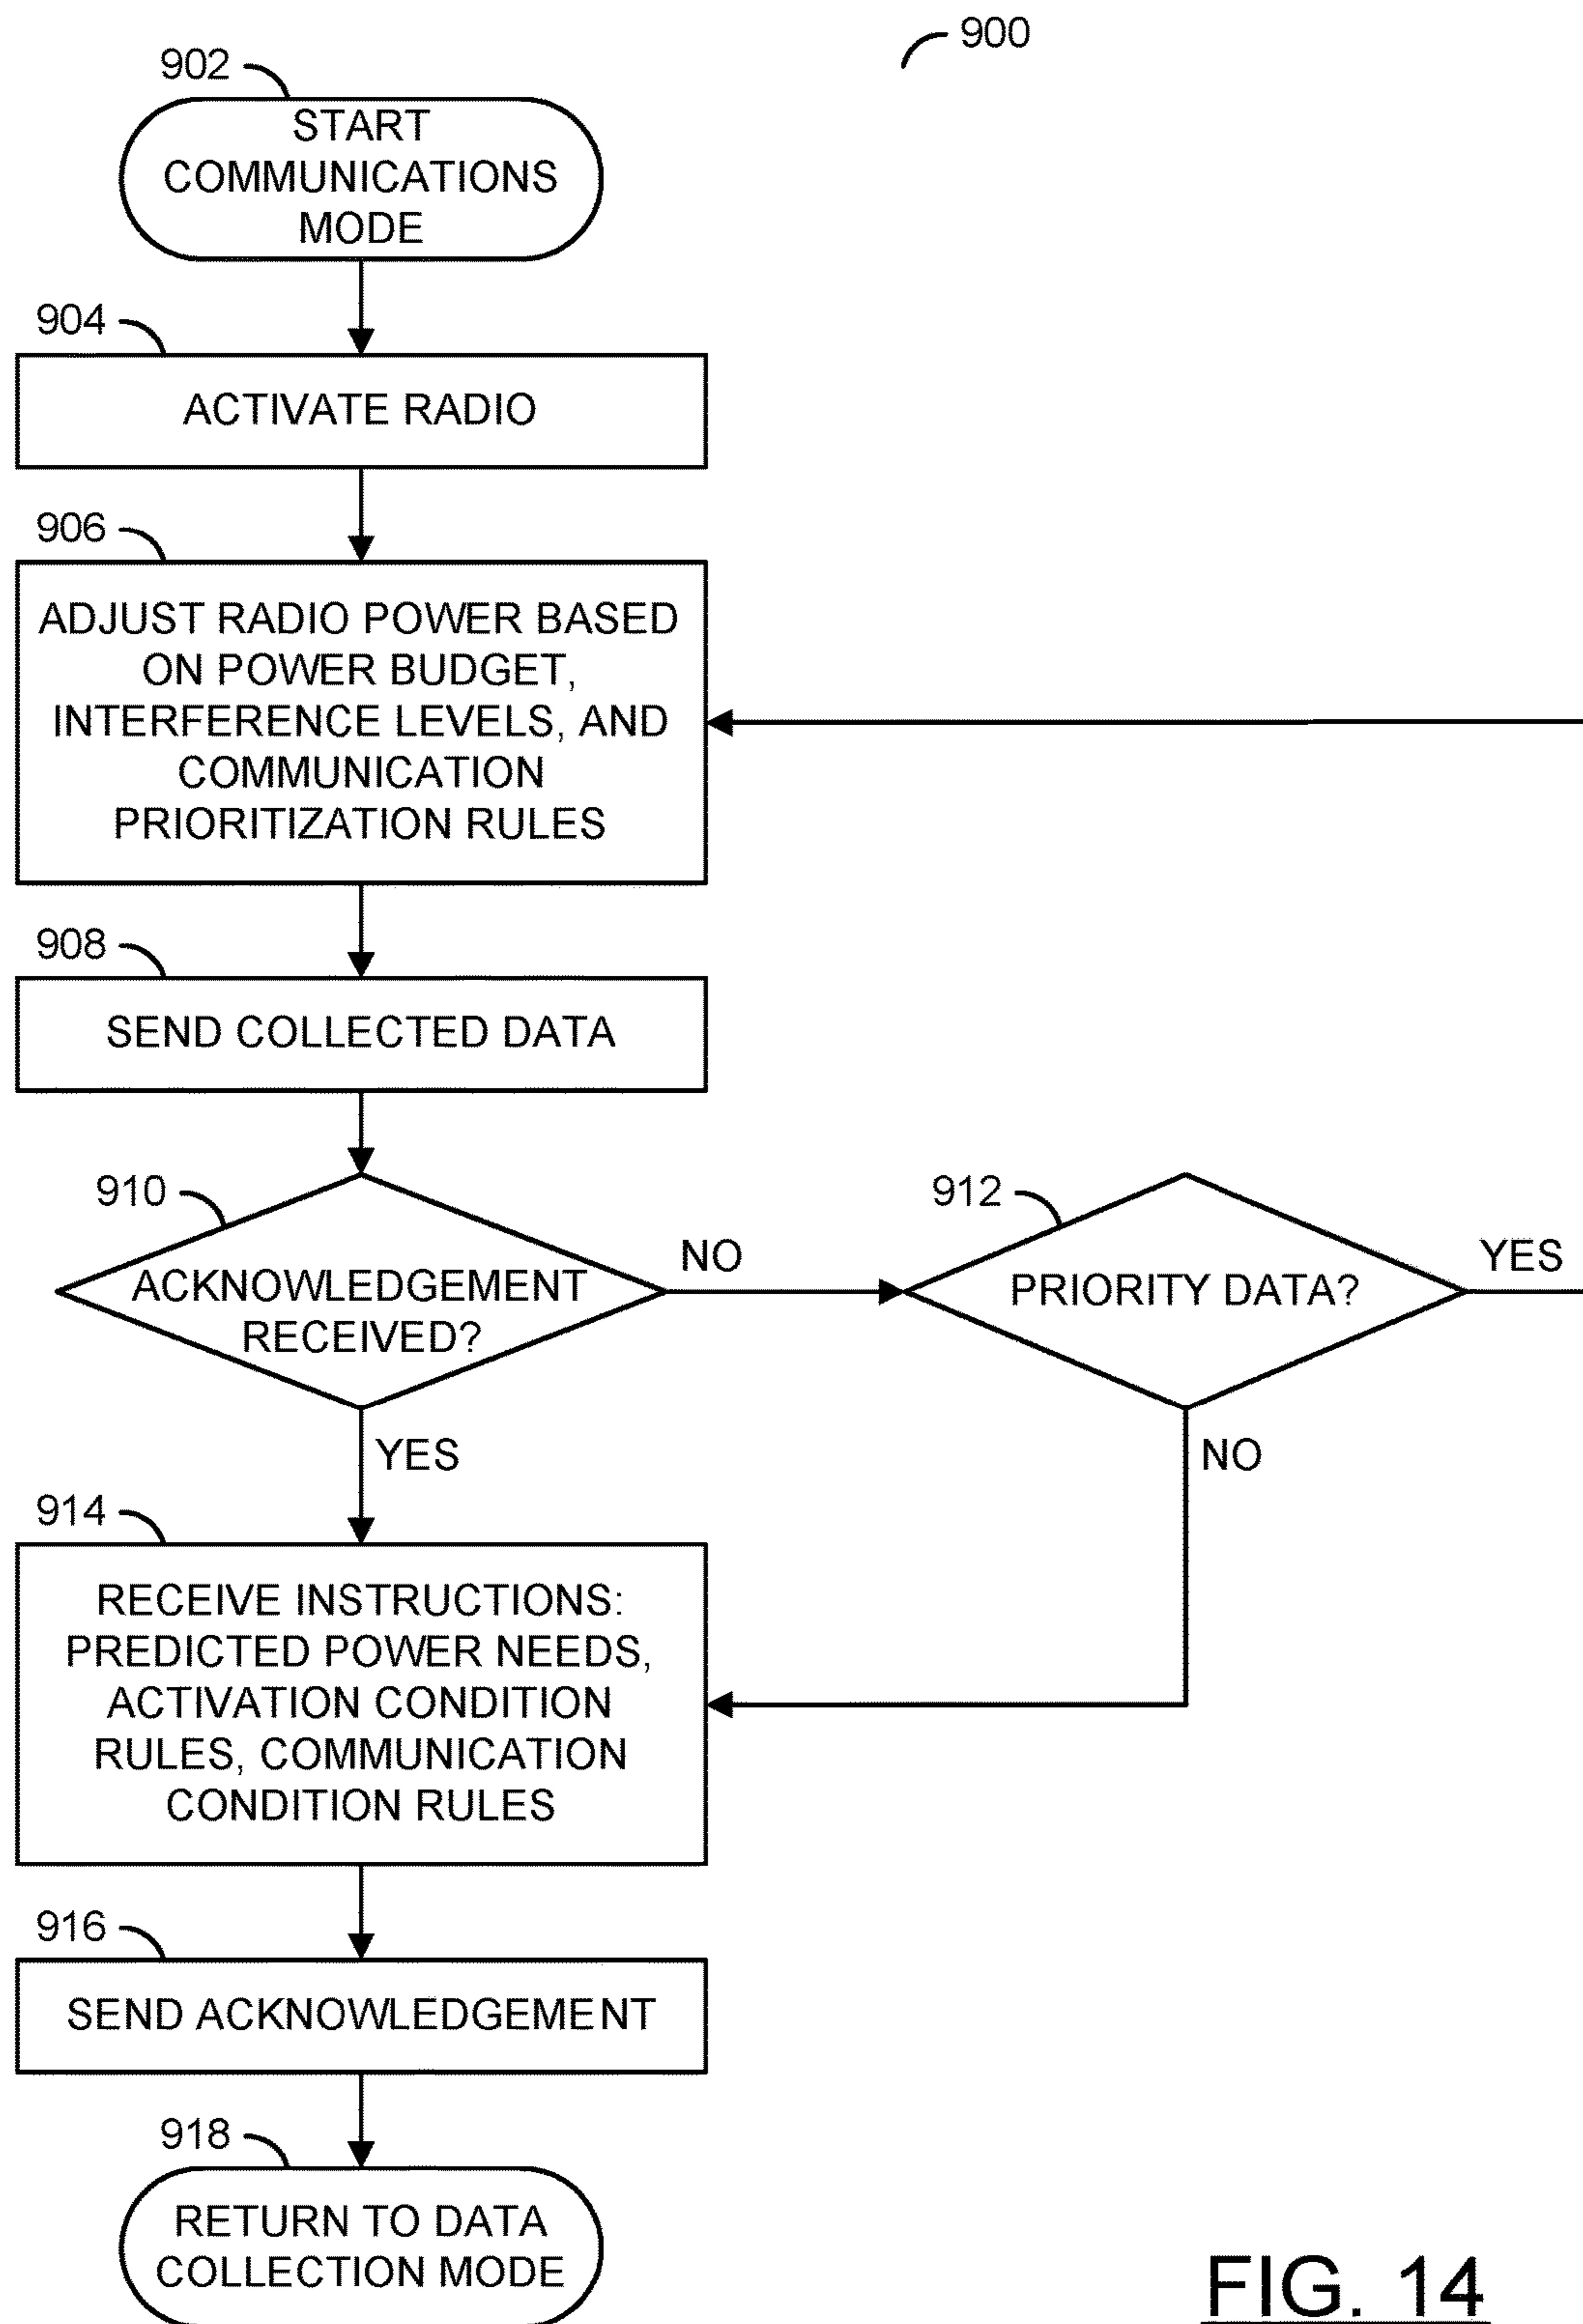 900
902
START
COMMUNICATIONS
MODE
904
ACTIVATE RADIO
906
ADJUST RADIO POWER BASED
ON POWER BUDGET,
INTERFERENCE LEVELS, AND
COMMUNICATION
PRIORITIZATION RULES
908
SEND COLLECTED DATA
910
ACKNOWLEDGEMENT
RECEIVED?
NO
912
PRIORITY DATA?
YES
YES
NO
914
RECEIVE INSTRUCTIONS:
PREDICTED POWER NEEDS,
ACTIVATION CONDITION
RULES, COMMUNICATION
CONDITION RULES
916
SEND ACKNOWLEDGEMENT
918
RETURN TO DATA
COLLECTION MODE
FIG. 14